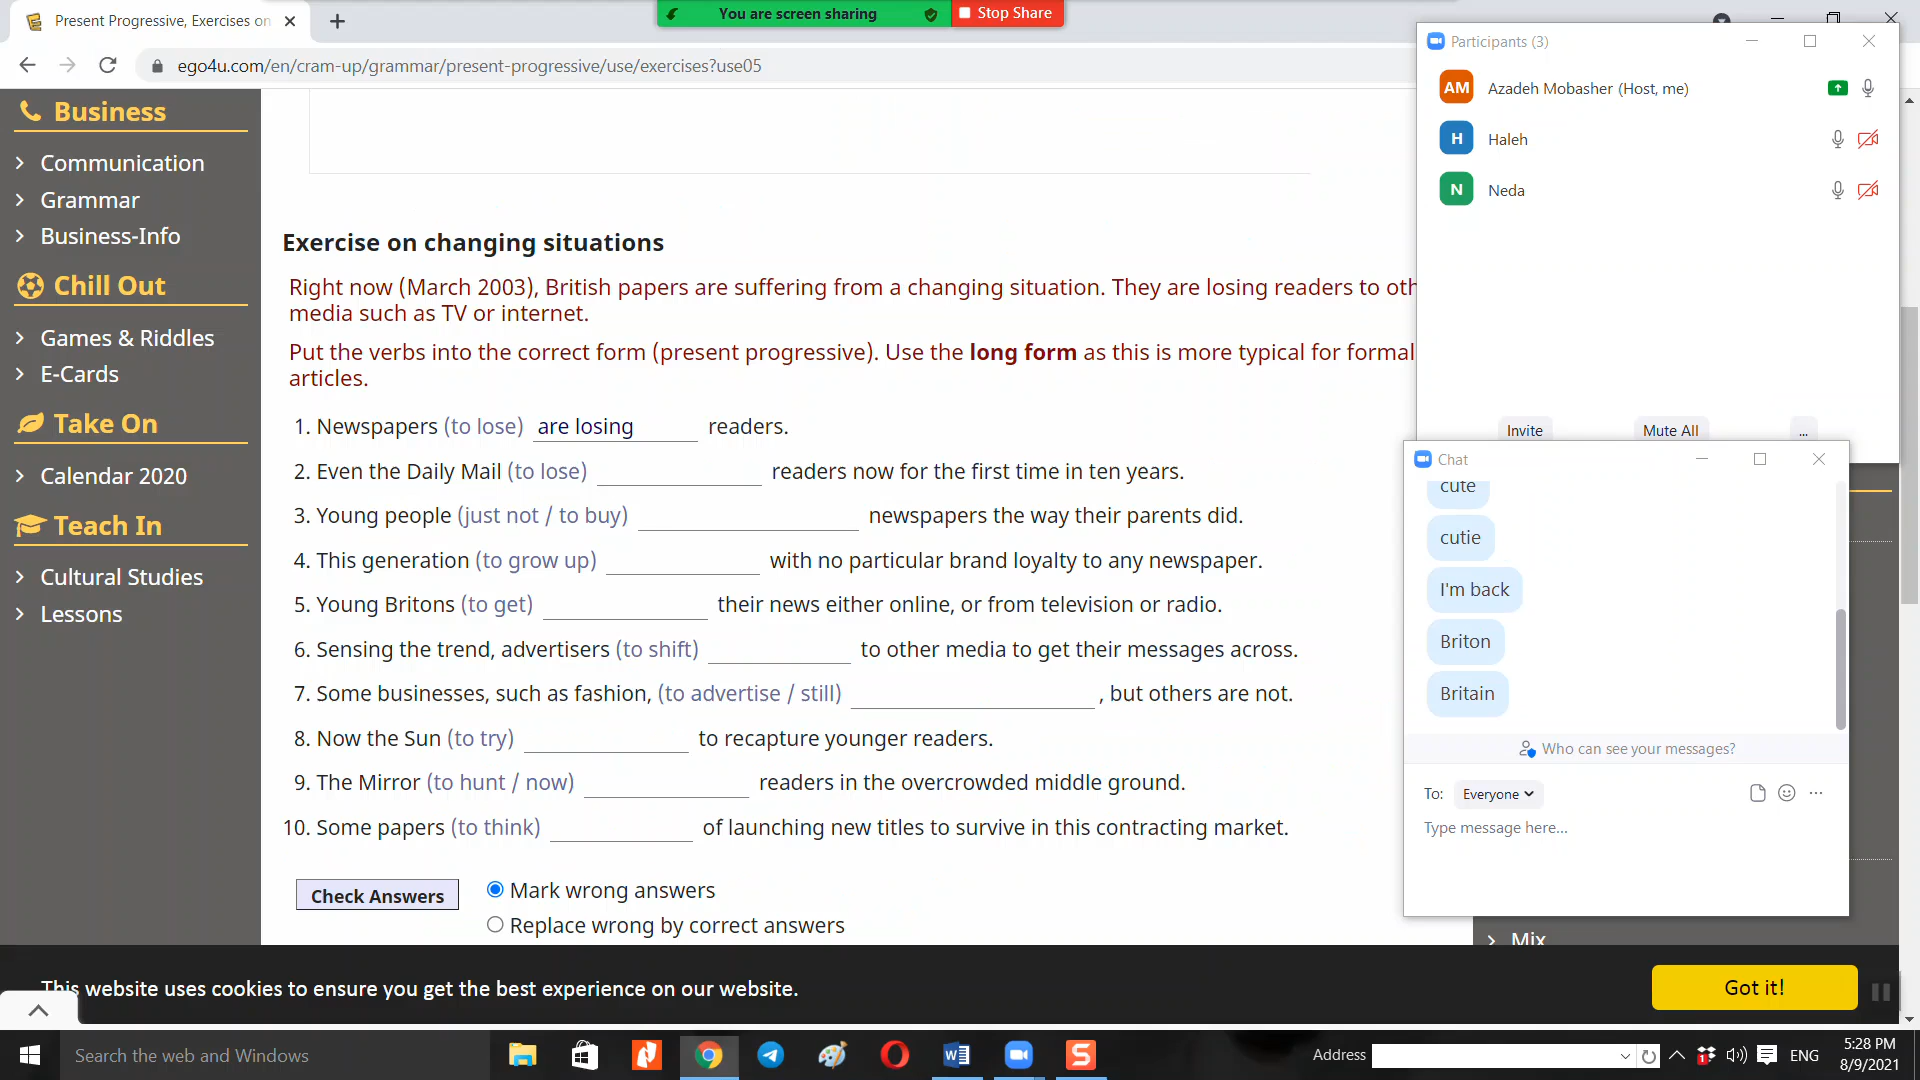 Present Progressive, Exercises on
You are screen sharing
Stop Share
ego4u.com/en/cram-up/grammar/present-progressive/use/exercises?use05
Business
Communication
Grammar
Business-Info
Chill Out
Games & Riddles
E-Cards
Take On
Calendar 2020
Teach In
Cultural Studies
Lessons
Exercise on changing situations
Right now (March 2003), British papers are suffering from a changing situation. They are losing readers to oth
media such as TV or internet.
Put the verbs into the correct form (present progressive). Use the long form as this is more typical for formal
articles.
1. Newspapers (to lose) are losing readers.
2. Even the Daily Mail (to lose) readers now for the first time in ten years.
3. Young people (just not / to buy) newspapers the way their parents did.
4. This generation (to grow up) with no particular brand loyalty to any newspaper.
5. Young Britons (to get) their news either online, or from television or radio.
6. Sensing the trend, advertisers (to shift) to other media to get their messages across.
7. Some businesses, such as fashion, (to advertise / still) , but others are not.
8. Now the Sun (to try) to recapture younger readers.
9. The Mirror (to hunt / now) readers in the overcrowded middle ground.
10. Some papers (to think) of launching new titles to survive in this contracting market.
Check Answers
Mark wrong answers
Replace wrong by correct answers
Participants (3)
AM Azadeh Mobasher (Host, me)
H Haleh
N Neda
Invite
Mute All
...
Chat
cute
cutie
I'm back
Briton
Britain
Who can see your messages?
To: Everyone
Type message here...
Mix
This website uses cookies to ensure you get the best experience on our website.
Got it!
Search the web and Windows
Address
ENG
5:28 PM
8/9/2021